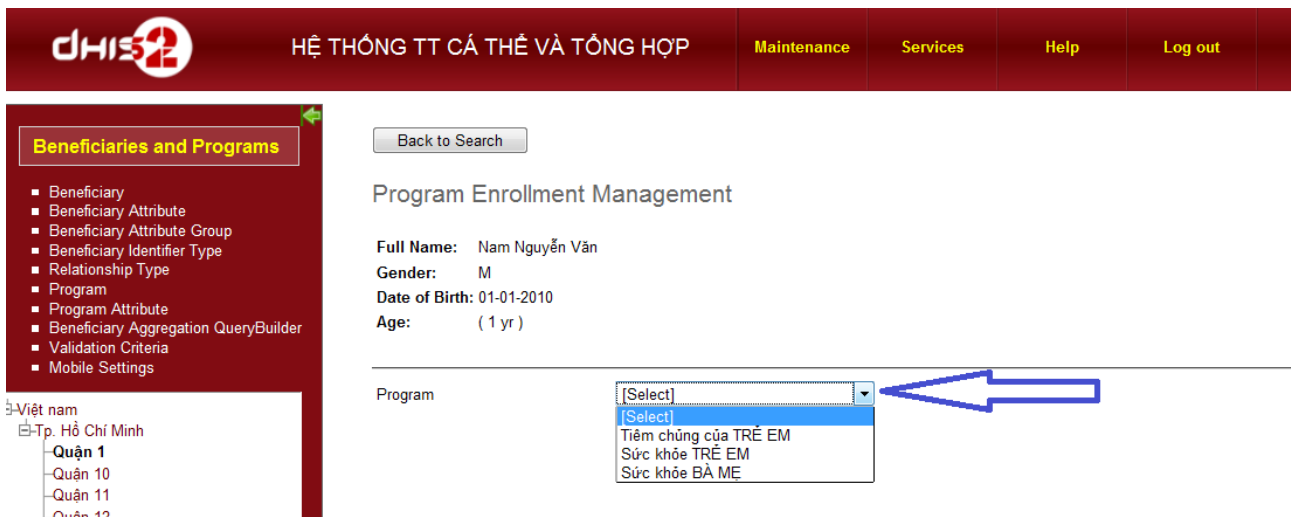 dHIS2
HỆ THỐNG TT CÁ THỂ VÀ TỔNG HỢP
Maintenance
Services
Help
Log out
Beneficiaries and Programs
Beneficiary
Beneficiary Attribute
Beneficiary Attribute Group
Beneficiary Identifier Type
Relationship Type
Program
Program Attribute
Beneficiary Aggregation QueryBuilder
Validation Criteria
Mobile Settings
Việt nam
Tp. Hồ Chí Minh
Quận 1
Quận 10
Quận 11
Quận 12
Back to Search
Program Enrollment Management
Full Name: Nam Nguyễn Văn
Gender: M
Date of Birth: 01-01-2010
Age: ( 1 yr )
Program [Select]
[Select]
Tiêm chủng của TRẺ EM
Sức khỏe TRẺ EM
Sức khỏe BÀ MẸ